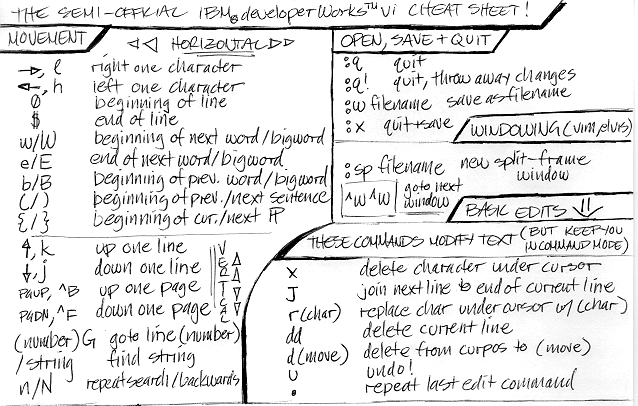 THE SEMI-OFFICIAL IBM® developerWorks™ vi CHEAT SHEET!
MOVEMENT
◁◁ HORIZONTAL ▷▷
→, l right one character
←, h left one character
0 beginning of line
$ end of line
w/W beginning of next word/bigword
e/E end of next word/bigword
b/B beginning of prev. word/bigword
(/) beginning of prev./next sentence
{/} beginning of cur./next ¶
↑, k up one line
↓, j down one line
PGUP, ^B up one page
PGDN, ^F down one page
VERTICAL
(number)G goto line (number)
/string find string
n/N repeat search/backwards
OPEN, SAVE + QUIT
:q quit
:q! quit, throw away changes
:w filename save as filename
:x quit+save
WINDOWING (vim, elvis)
:sp filename new split-frame
window
^w^w goto next
window
BASIC EDITS ⇓
THESE COMMANDS MODIFY TEXT (BUT KEEP YOU
IN COMMAND MODE)
x delete character under cursor
J join next line to end of current line
r(char) replace char under cursor w/(char)
dd delete current line
d(move) delete from curpos to (move)
u undo!
. repeat last edit command